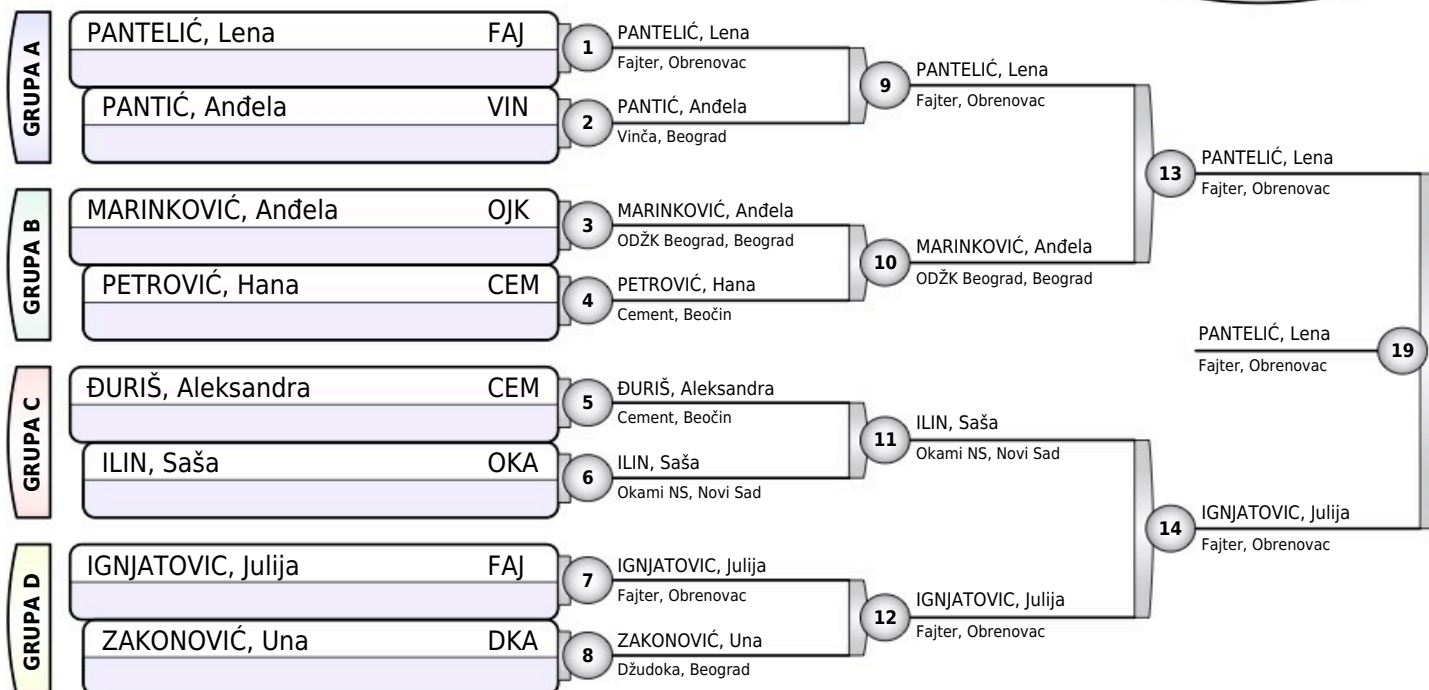 GRUPA A
PANTELIĆ, Lena FAJ
PANTIĆ, Anđela VIN
GRUPA B
MARINKOVIĆ, Anđela OJK
PETROVIĆ, Hana CEM
GRUPA C
ĐURIŠ, Aleksandra CEM
ILIN, Saša OKA
GRUPA D
IGNJATOVIC, Julija FAJ
ZAKONOVIĆ, Una DKA
1 PANTELIĆ, Lena
Fajter, Obrenovac
2 PANTIĆ, Anđela
Vinča, Beograd
3 MARINKOVIĆ, Anđela
ODŽK Beograd, Beograd
4 PETROVIĆ, Hana
Cement, Beočin
5 ĐURIŠ, Aleksandra
Cement, Beočin
6 ILIN, Saša
Okami NS, Novi Sad
7 IGNJATOVIC, Julija
Fajter, Obrenovac
8 ZAKONOVIĆ, Una
Džudoka, Beograd
9 PANTELIĆ, Lena
Fajter, Obrenovac
10 MARINKOVIĆ, Anđela
ODŽK Beograd, Beograd
11 ILIN, Saša
Okami NS, Novi Sad
12 IGNJATOVIC, Julija
Fajter, Obrenovac
13 PANTELIĆ, Lena
Fajter, Obrenovac
14 IGNJATOVIC, Julija
Fajter, Obrenovac
PANTELIĆ, Lena 19
Fajter, Obrenovac